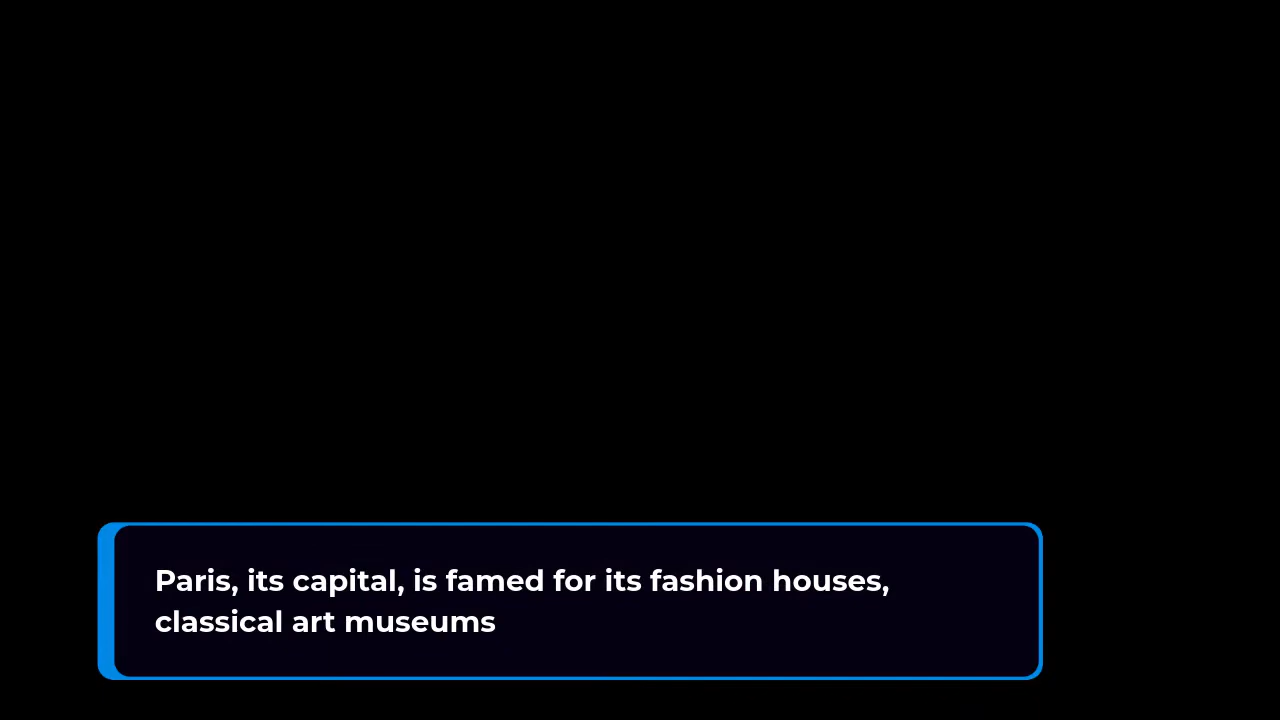 Paris, its capital, is famed for its fashion houses,
classical art museums